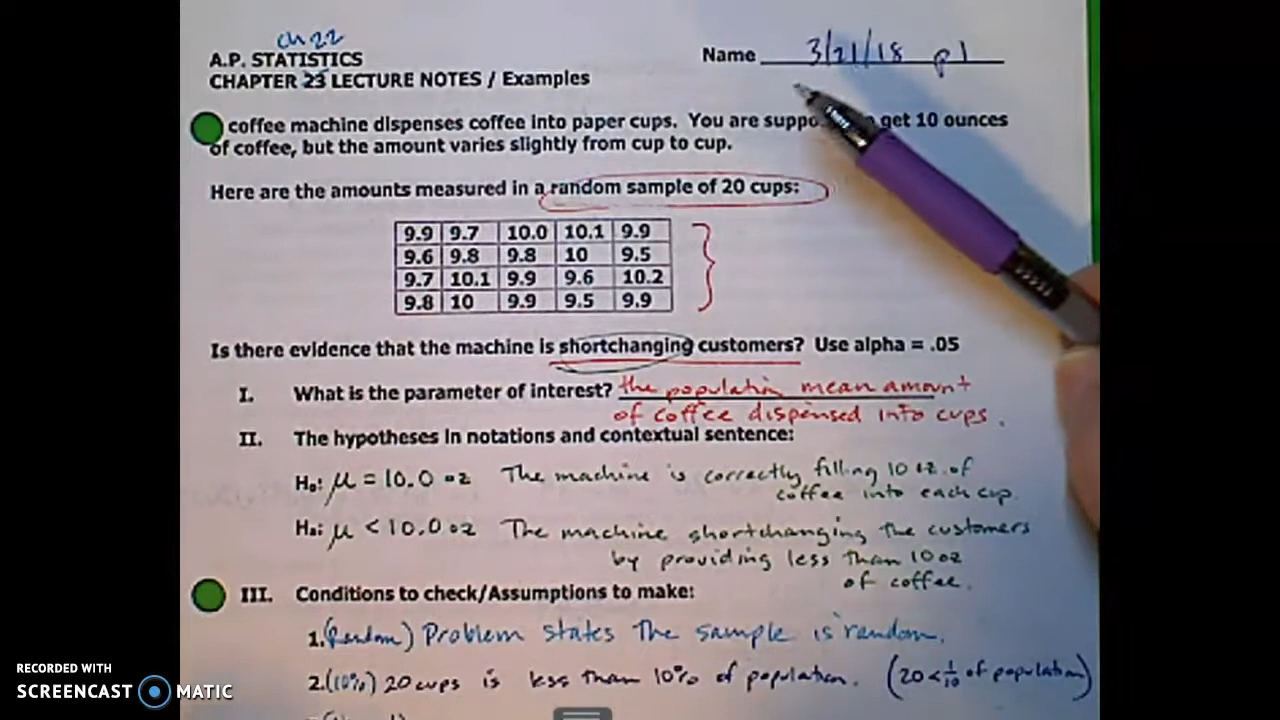 ch 22
A.P. STATISTICS
Name 3/21/18 p1
CHAPTER 23 LECTURE NOTES / Examples
coffee machine dispenses coffee into paper cups. You are suppo get 10 ounces
of coffee, but the amount varies slightly from cup to cup.
Here are the amounts measured in a random sample of 20 cups:
9.9 9.7 10.0 10.1 9.9
9.6 9.8 9.8 10 9.5
9.7 10.1 9.9 9.6 10.2
9.8 10 9.9 9.5 9.9
Is there evidence that the machine is shortchanging customers? Use alpha = .05
I. What is the parameter of interest? the population mean amount
of coffee dispensed into cups.
II. The hypotheses in notations and contextual sentence:
H₀: μ = 10.0 oz The machine is correctly filling 10 oz. of
coffee into each cup.
Hₐ: μ < 10.0 oz The machine shortchanging the customers
by providing less than 10 oz
of coffee.
III. Conditions to check/Assumptions to make:
1. (Random) Problem states the sample is random.
2. (10%) 20 cups is less than 10% of population. (20 < 1/10 of population)
RECORDED WITH
SCREENCAST MATIC